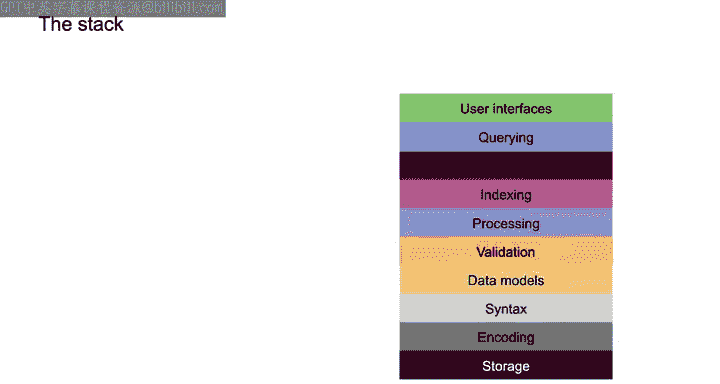 The stack
User interfaces
Querying
Indexing
Processing
Validation
Data models
Syntax
Encoding
Storage